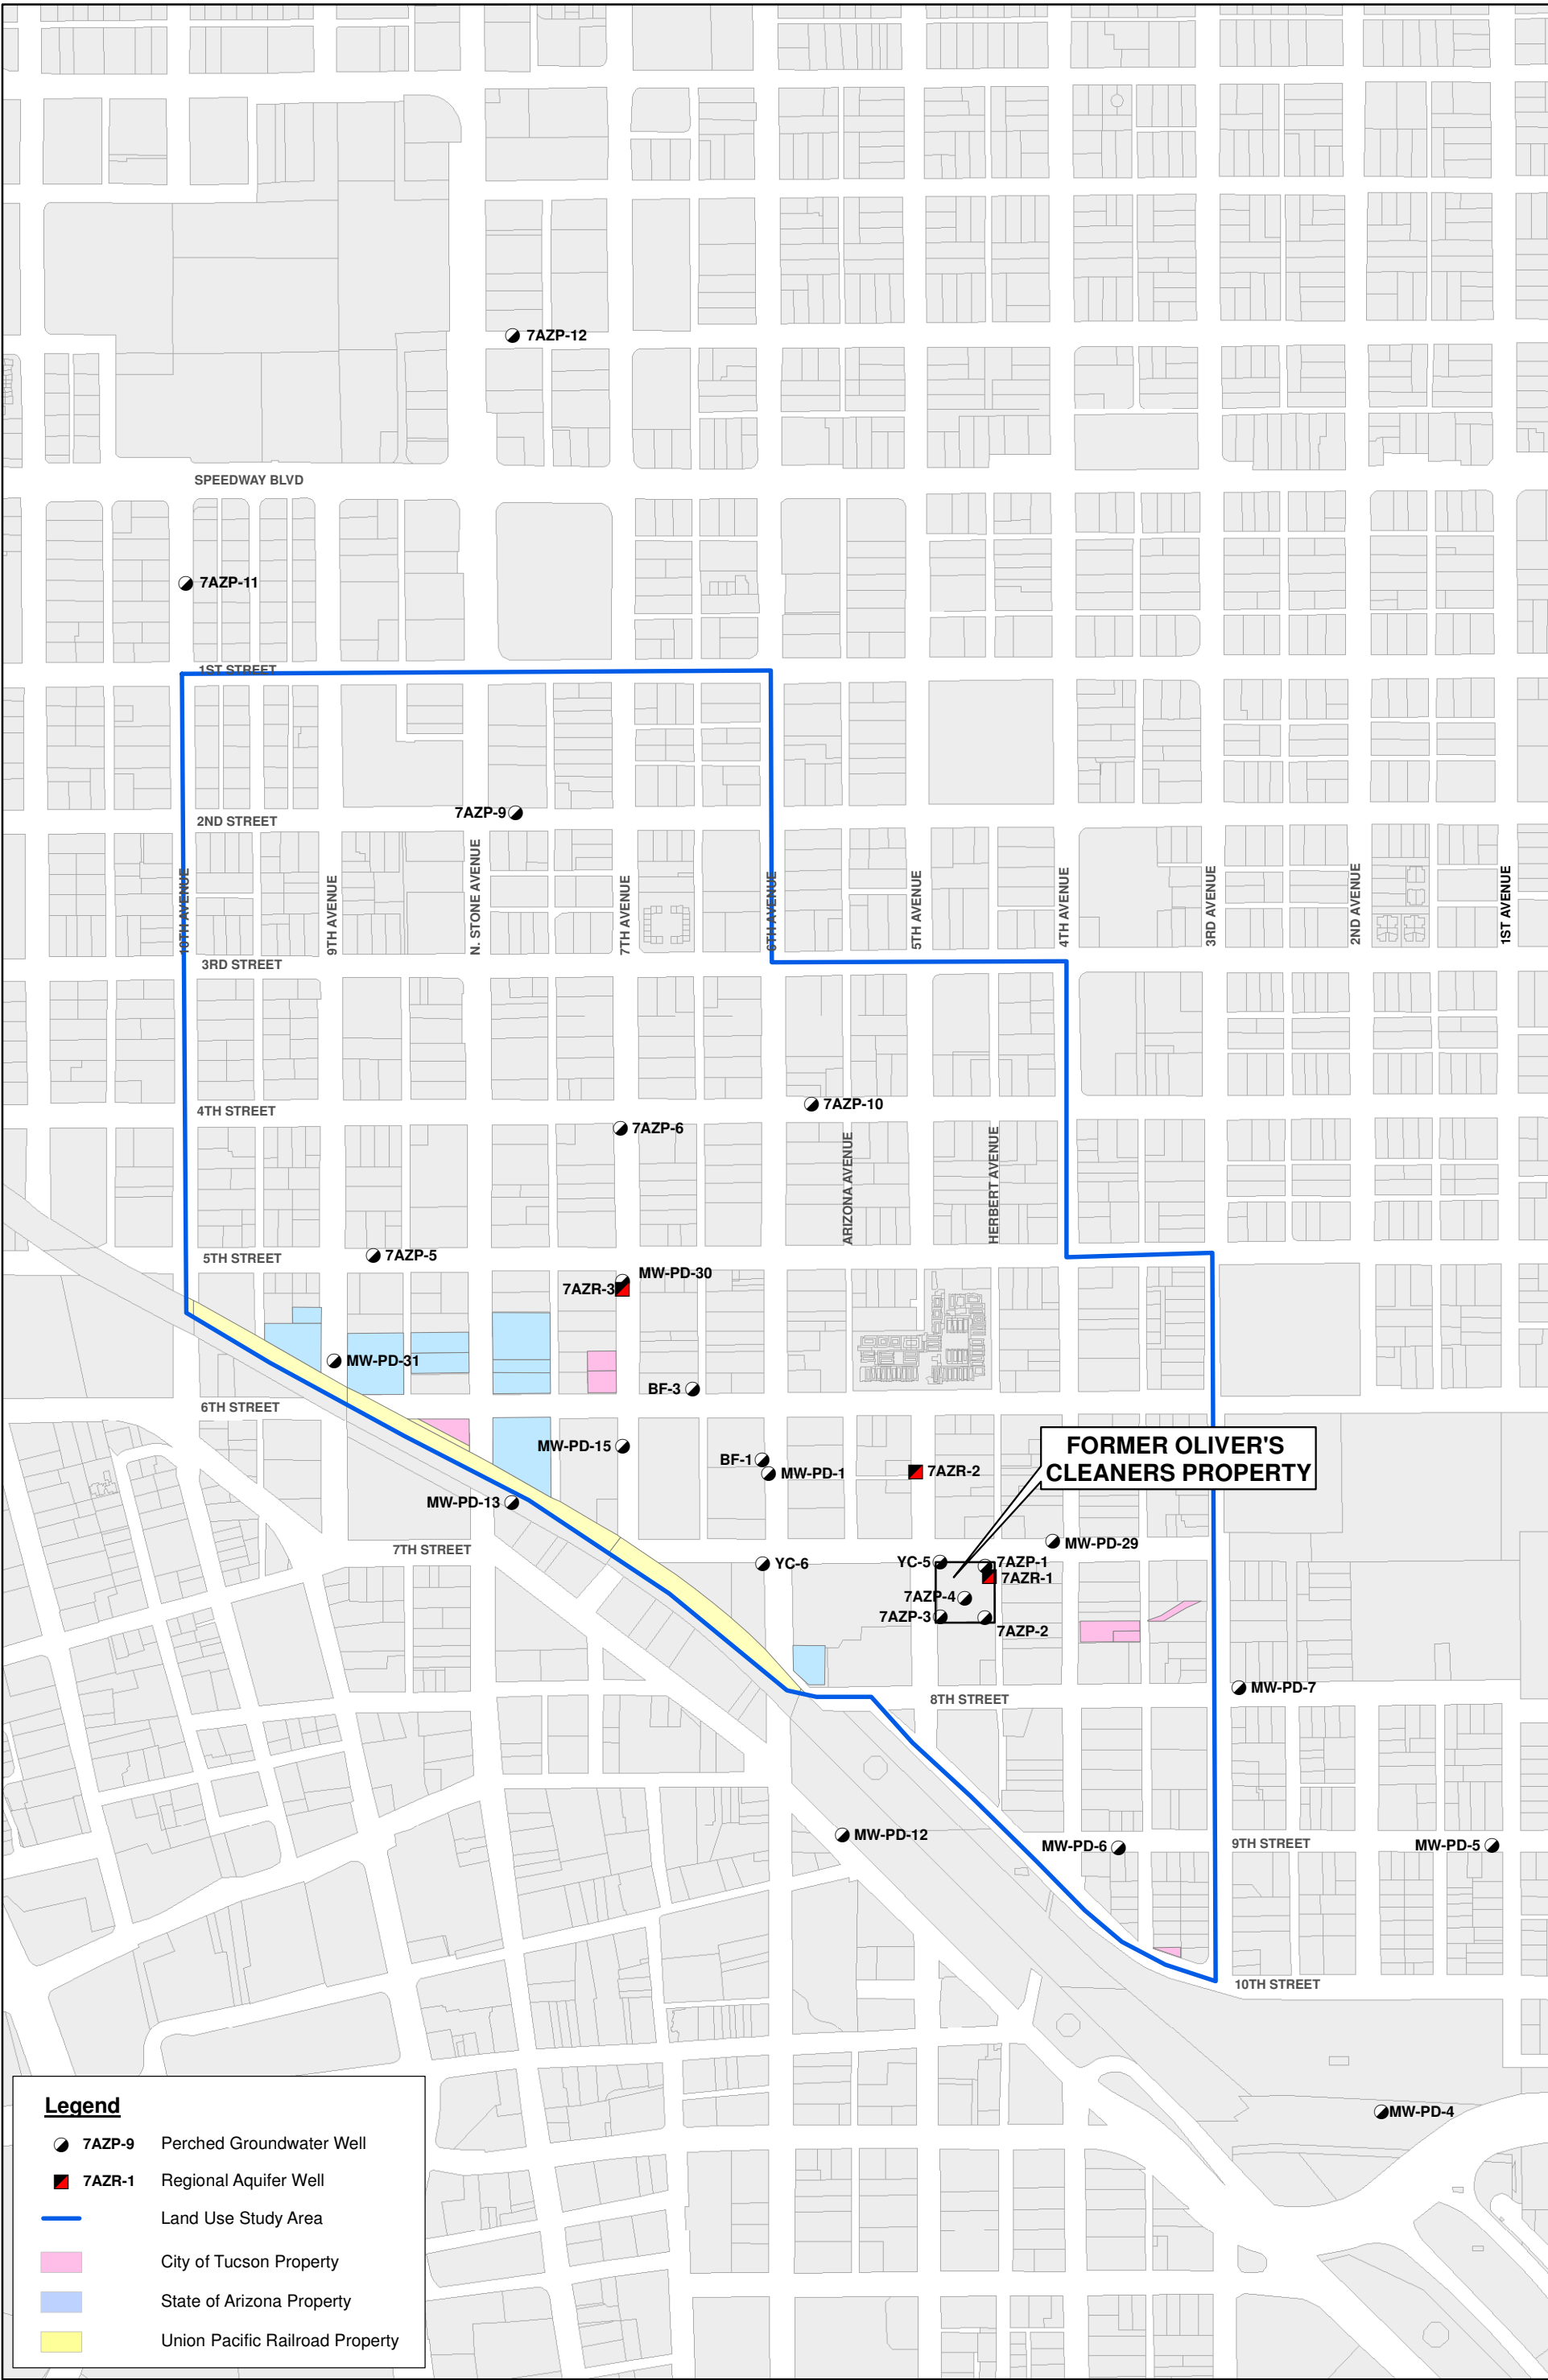 7AZP-12
SPEEDWAY BLVD
7AZP-11
1ST STREET
7AZP-9
2ND STREET
10TH AVENUE
9TH AVENUE
N. STONE AVENUE
7TH AVENUE
6TH AVENUE
5TH AVENUE
4TH AVENUE
3RD AVENUE
2ND AVENUE
1ST AVENUE
3RD STREET
7AZP-10
4TH STREET
7AZP-6
ARIZONA AVENUE
HERBERT AVENUE
7AZP-5
5TH STREET
MW-PD-30
7AZR-3
MW-PD-31
BF-3
6TH STREET
MW-PD-15
BF-1
MW-PD-1
7AZR-2
FORMER OLIVER'S
CLEANERS PROPERTY
MW-PD-13
7TH STREET
MW-PD-29
YC-6
YC-5
7AZP-1
7AZR-1
7AZP-4
7AZP-3
7AZP-2
MW-PD-7
8TH STREET
MW-PD-12
MW-PD-6
9TH STREET
MW-PD-5
10TH STREET
MW-PD-4
Legend
7AZP-9 Perched Groundwater Well
7AZR-1 Regional Aquifer Well
Land Use Study Area
City of Tucson Property
State of Arizona Property
Union Pacific Railroad Property